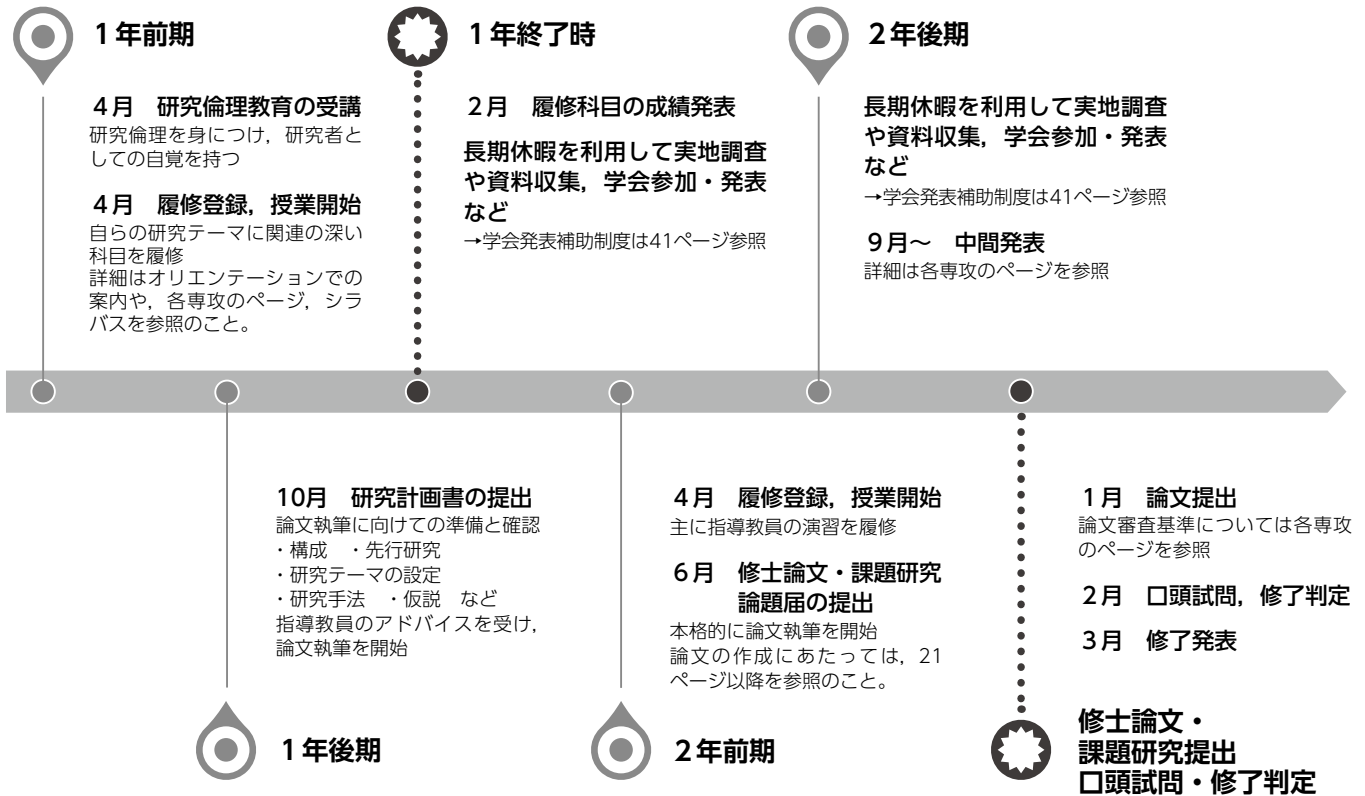 1年前期
4月　研究倫理教育の受講
研究倫理を身につけ，研究者と
しての自覚を持つ
4月　履修登録，授業開始
自らの研究テーマに関連の深い
科目を履修
詳細はオリエンテーションでの
案内や，各専攻のページ，シラ
バスを参照のこと。
1年終了時
2月　履修科目の成績発表
長期休暇を利用して実地調査
や資料収集，学会参加・発表
など
→学会発表補助制度は41ページ参照
2年後期
長期休暇を利用して実地調査
や資料収集，学会参加・発表
など
→学会発表補助制度は41ページ参照
9月〜　中間発表
詳細は各専攻のページを参照
10月　研究計画書の提出
論文執筆に向けての準備と確認
・構成　・先行研究
・研究テーマの設定
・研究手法　・仮説　など
指導教員のアドバイスを受け，
論文執筆を開始
1年後期
4月　履修登録，授業開始
主に指導教員の演習を履修
6月　修士論文・課題研究
論題届の提出
本格的に論文執筆を開始
論文の作成にあたっては，21
ページ以降を参照のこと。
2年前期
1月　論文提出
論文審査基準については各専攻
のページを参照
2月　口頭試問，修了判定
3月　修了発表
修士論文・
課題研究提出
口頭試問・修了判定